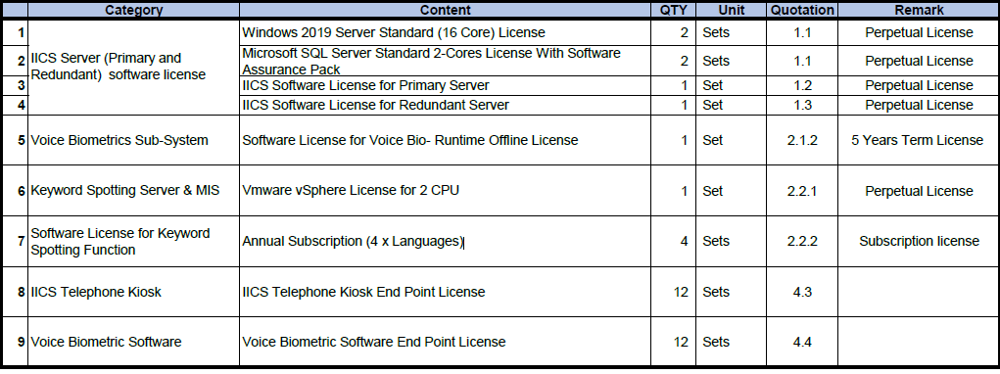 Category Content QTY Unit Quotation Remark
1 Windows 2019 Server Standard (16 Core) License 2 Sets 1.1 Perpetual License
IICS Server (Primary and
Redundant) software license
2 Microsoft SQL Server Standard 2-Cores License With Software
Assurance Pack 2 Sets 1.1 Perpetual License
3 IICS Software License for Primary Server 1 Set 1.2 Perpetual License
4 IICS Software License for Redundant Server 1 Set 1.3 Perpetual License
5 Voice Biometrics Sub-System Software License for Voice Bio- Runtime Offline License 1 Set 2.1.2 5 Years Term License
6 Keyword Spotting Server & MIS Vmware vSphere License for 2 CPU 1 Set 2.2.1 Perpetual License
7 Software License for Keyword
Spotting Function Annual Subscription (4 x Languages) 4 Sets 2.2.2 Subscription license
8 IICS Telephone Kiosk IICS Telephone Kiosk End Point License 12 Sets 4.3
9 Voice Biometric Software Voice Biometric Software End Point License 12 Sets 4.4